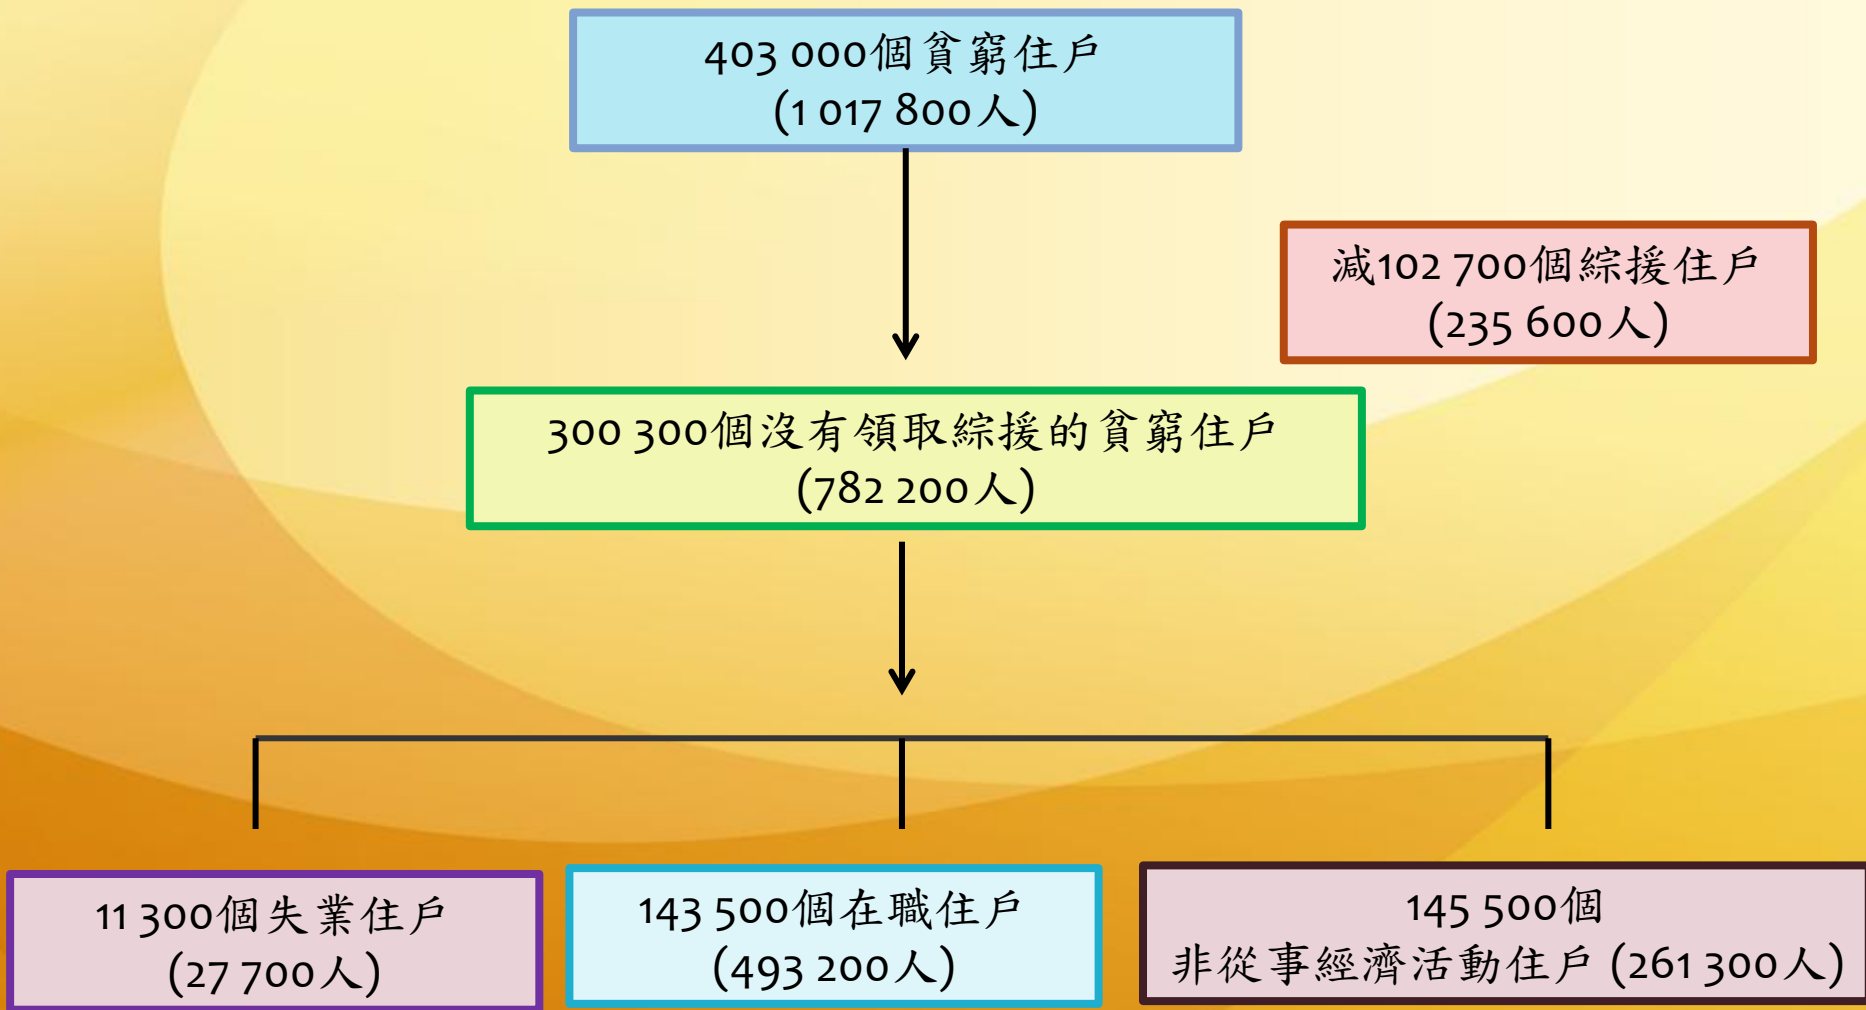 403 000個貧窮住戶
(1 017 800人)
減102 700個綜援住戶
(235 600人)
300 300個沒有領取綜援的貧窮住戶
(782 200人)
11 300個失業住戶
(27 700人)
143 500個在職住戶
(493 200人)
145 500個
非從事經濟活動住戶 (261 300人)